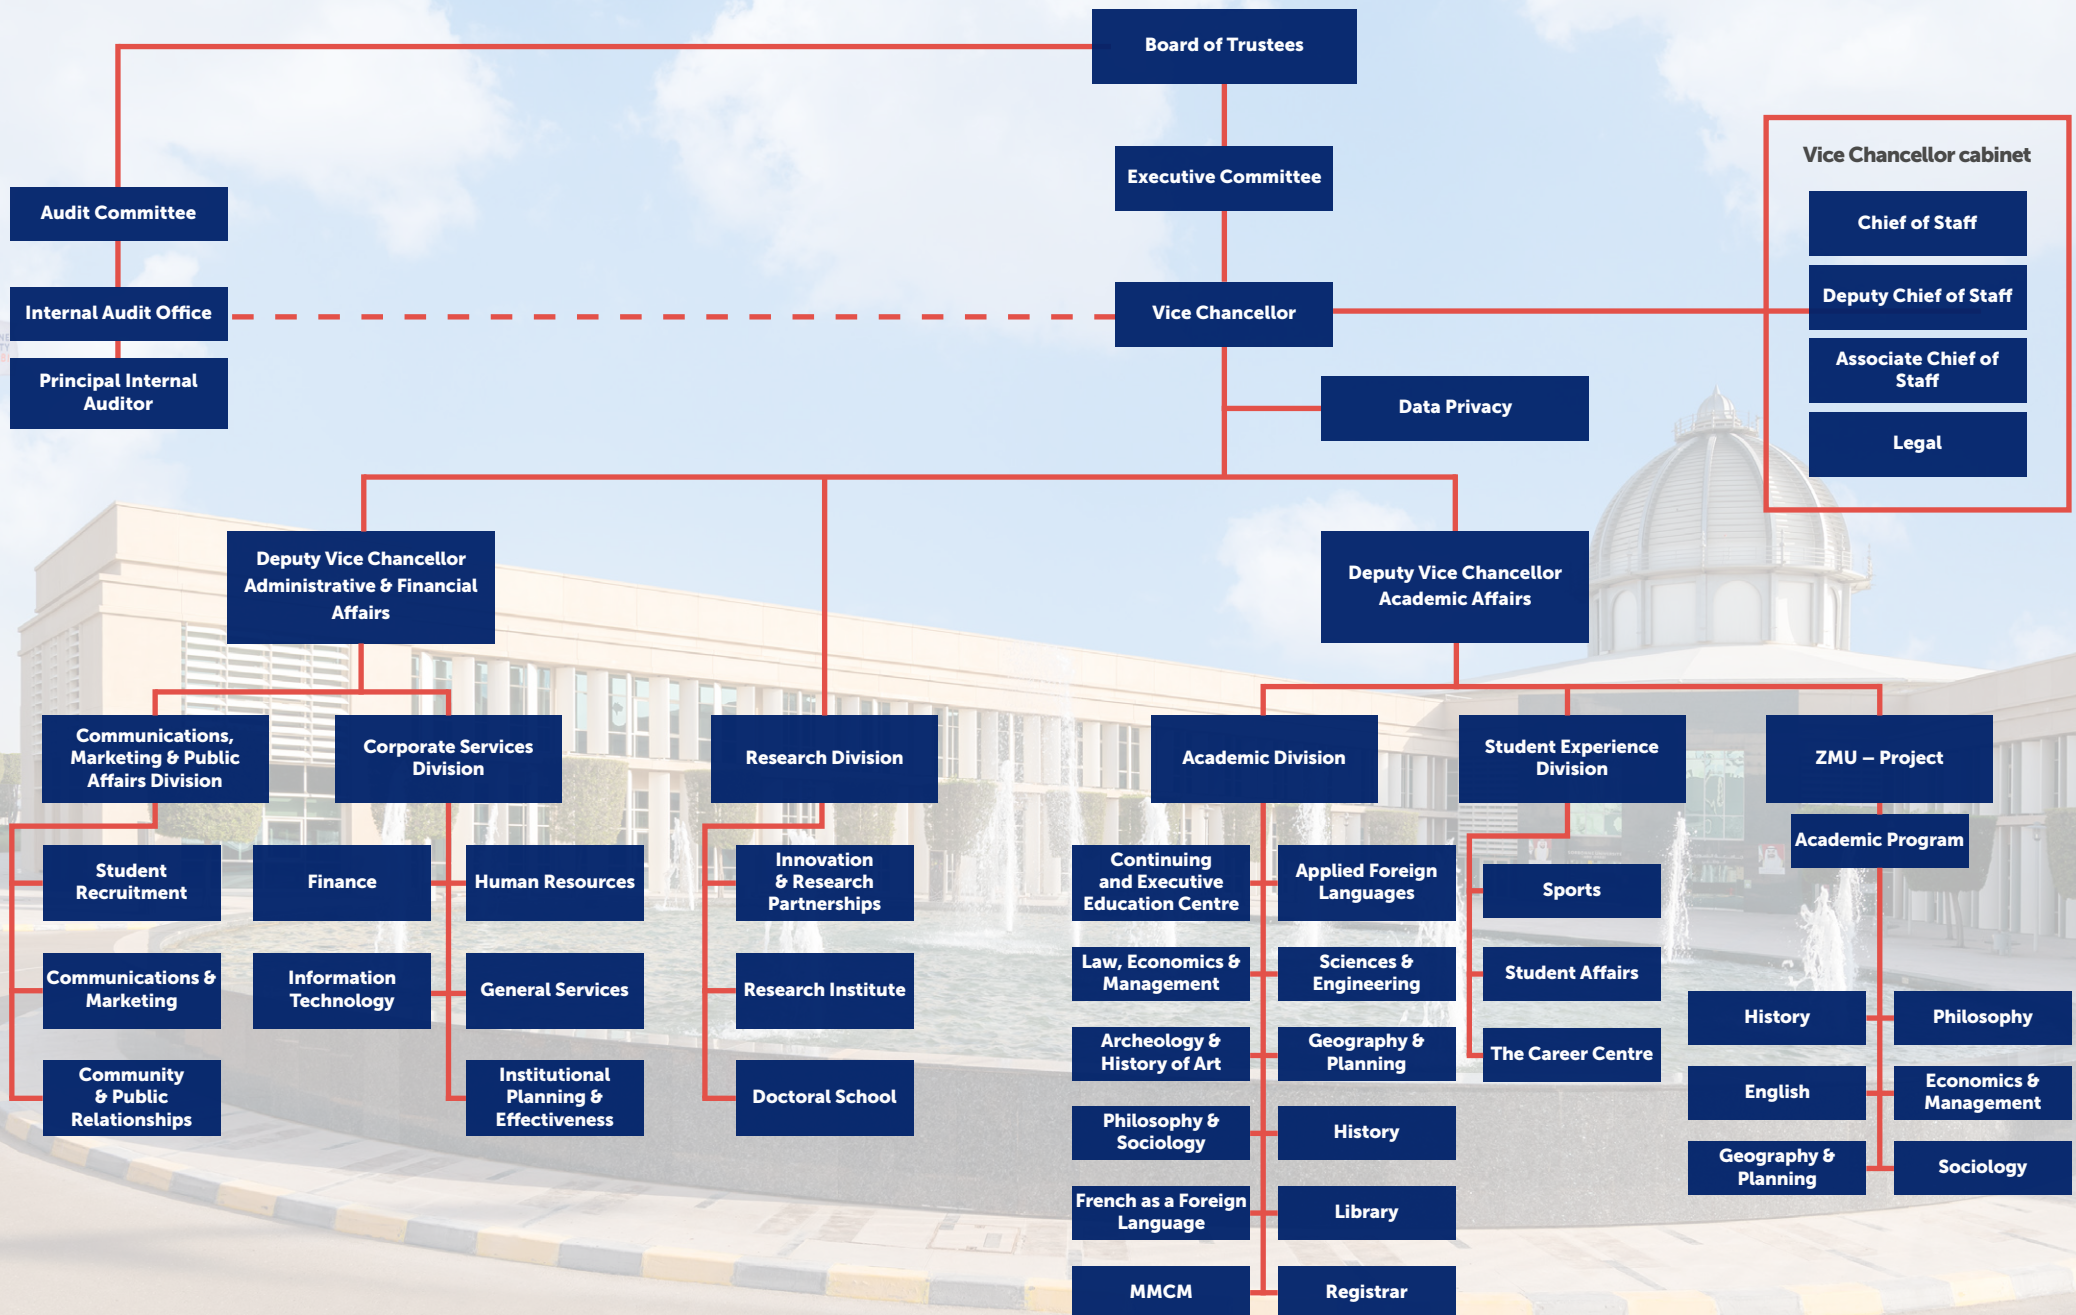 Board of Trustees
Executive Committee
Vice Chancellor cabinet
Chief of Staff
Audit Committee
Deputy Chief of Staff
Internal Audit Office
Vice Chancellor
Associate Chief of
Staff
Principal Internal
Auditor
Data Privacy
Legal
Deputy Vice Chancellor
Administrative & Financial
Affairs
Deputy Vice Chancellor
Academic Affairs
Communications,
Marketing & Public
Affairs Division
Corporate Services
Division
Research Division
Academic Division
Student Experience
Division
ZMU – Project
Academic Program
Student
Recruitment
Communications &
Marketing
Community
& Public
Relationships
Finance
Human Resources
Information
Technology
General Services
Institutional
Planning &
Effectiveness
Innovation
& Research
Partnerships
Research Institute
Doctoral School
Continuing
and Executive
Education Centre
Applied Foreign
Languages
Law, Economics &
Management
Sciences &
Engineering
Archeology &
History of Art
Geography &
Planning
Philosophy &
Sociology
History
French as a Foreign
Language
Library
MMCM
Registrar
Sports
Student Affairs
The Career Centre
History
Philosophy
English
Economics &
Management
Geography &
Planning
Sociology